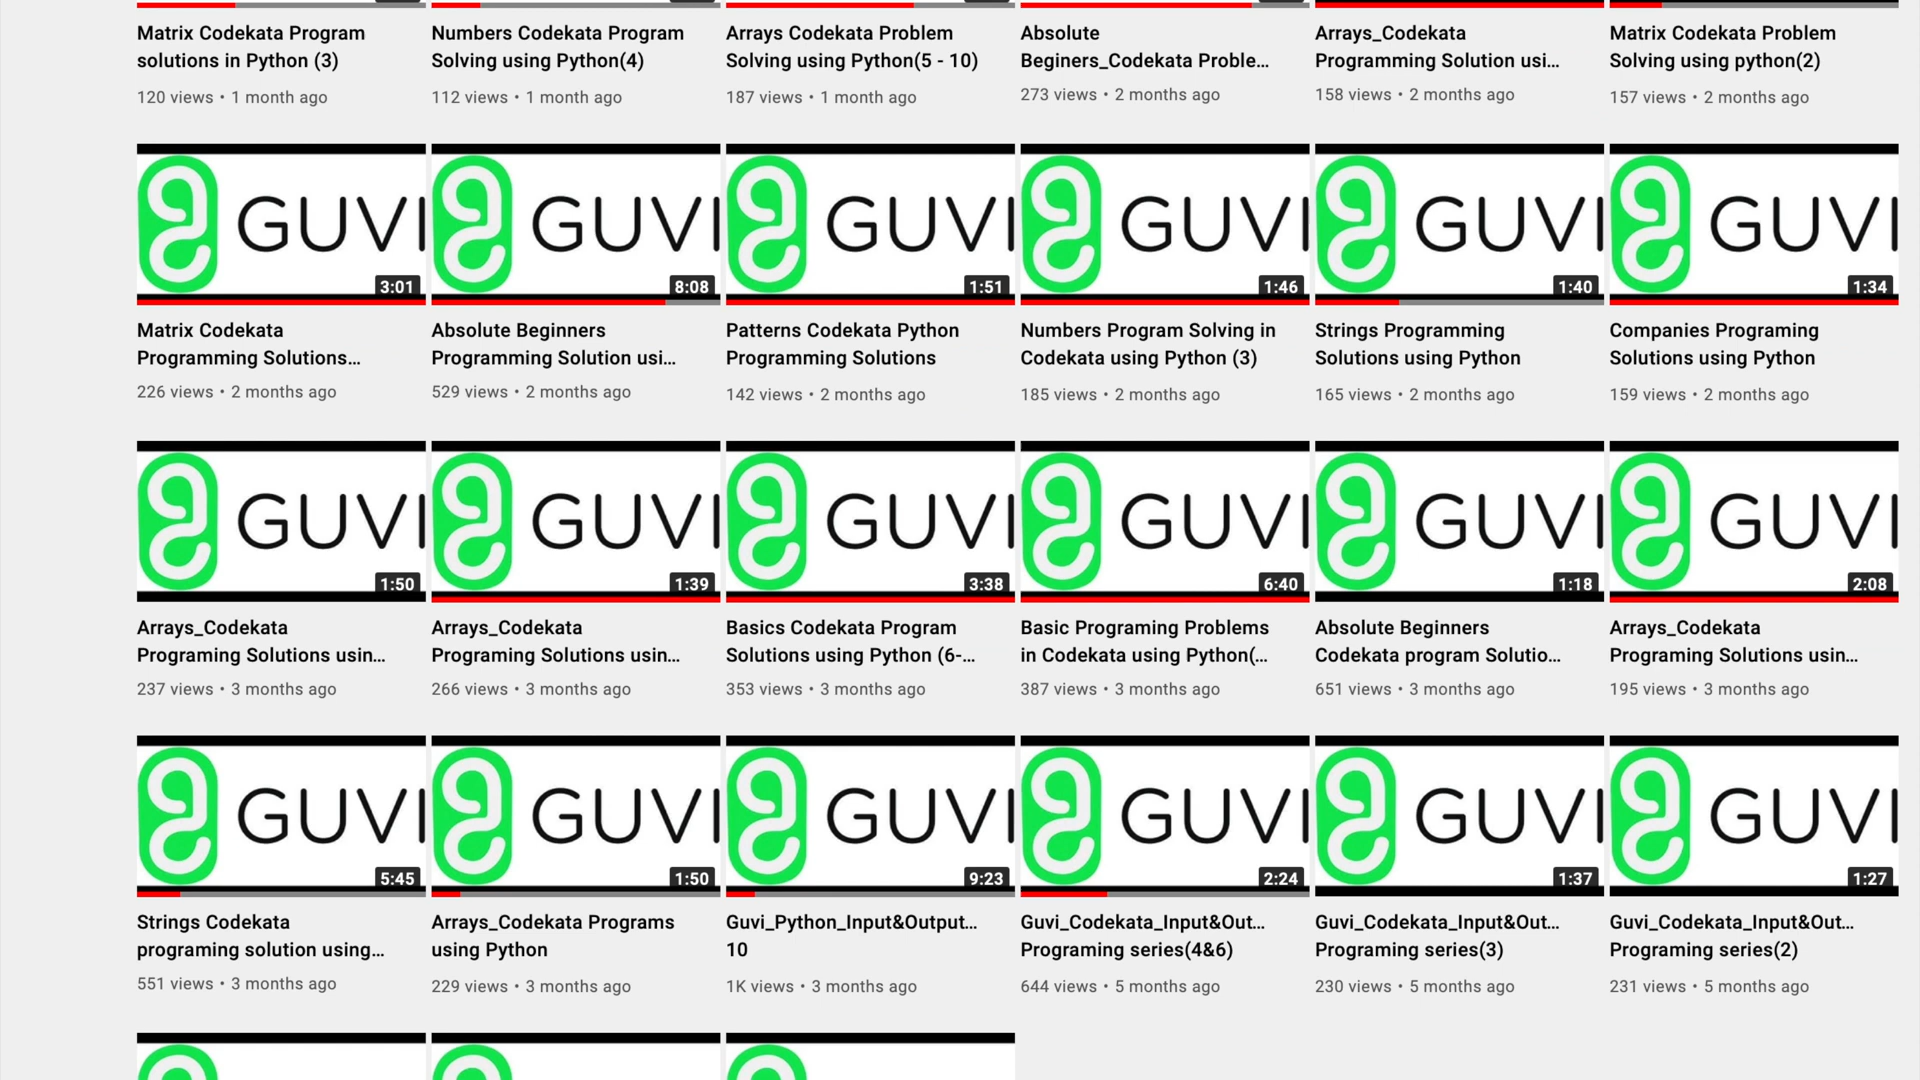 Matrix Codekata Program
solutions in Python (3)
120 views • 1 month ago
Numbers Codekata Program
Solving using Python(4)
112 views • 1 month ago
Arrays Codekata Problem
Solving using Python(5 - 10)
187 views • 1 month ago
Absolute
Beginers_Codekata Proble...
273 views • 2 months ago
Arrays_Codekata
Programming Solution usi...
158 views • 2 months ago
Matrix Codekata Problem
Solving using python(2)
157 views • 2 months ago
GUVI
3:01
Matrix Codekata
Programming Solutions...
226 views • 2 months ago
GUVI
8:08
Absolute Beginners
Programming Solution usi...
529 views • 2 months ago
GUVI
1:51
Patterns Codekata Python
Programming Solutions
142 views • 2 months ago
GUVI
1:46
Numbers Program Solving in
Codekata using Python (3)
185 views • 2 months ago
GUVI
1:40
Strings Programming
Solutions using Python
165 views • 2 months ago
GUVI
1:34
Companies Programing
Solutions using Python
159 views • 2 months ago
GUVI
1:50
Arrays_Codekata
Programing Solutions usin...
237 views • 3 months ago
GUVI
1:39
Arrays_Codekata
Programing Solutions usin...
266 views • 3 months ago
GUVI
3:38
Basics Codekata Program
Solutions using Python (6-...
353 views • 3 months ago
GUVI
6:40
Basic Programing Problems
in Codekata using Python(...
387 views • 3 months ago
GUVI
1:18
Absolute Beginners
Codekata program Solutio...
651 views • 3 months ago
GUVI
2:08
Arrays_Codekata
Programing Solutions usin...
195 views • 3 months ago
GUVI
5:45
Strings Codekata
programing solution using...
551 views • 3 months ago
GUVI
1:50
Arrays_Codekata Programs
using Python
229 views • 3 months ago
GUVI
9:23
Guvi_Python_Input&Output...
10
1K views • 3 months ago
GUVI
2:24
Guvi_Codekata_Input&Out...
Programing series(4&6)
644 views • 5 months ago
GUVI
1:37
Guvi_Codekata_Input&Out...
Programing series(3)
230 views • 5 months ago
GUVI
1:27
Guvi_Codekata_Input&Out...
Programing series(2)
231 views • 5 months ago